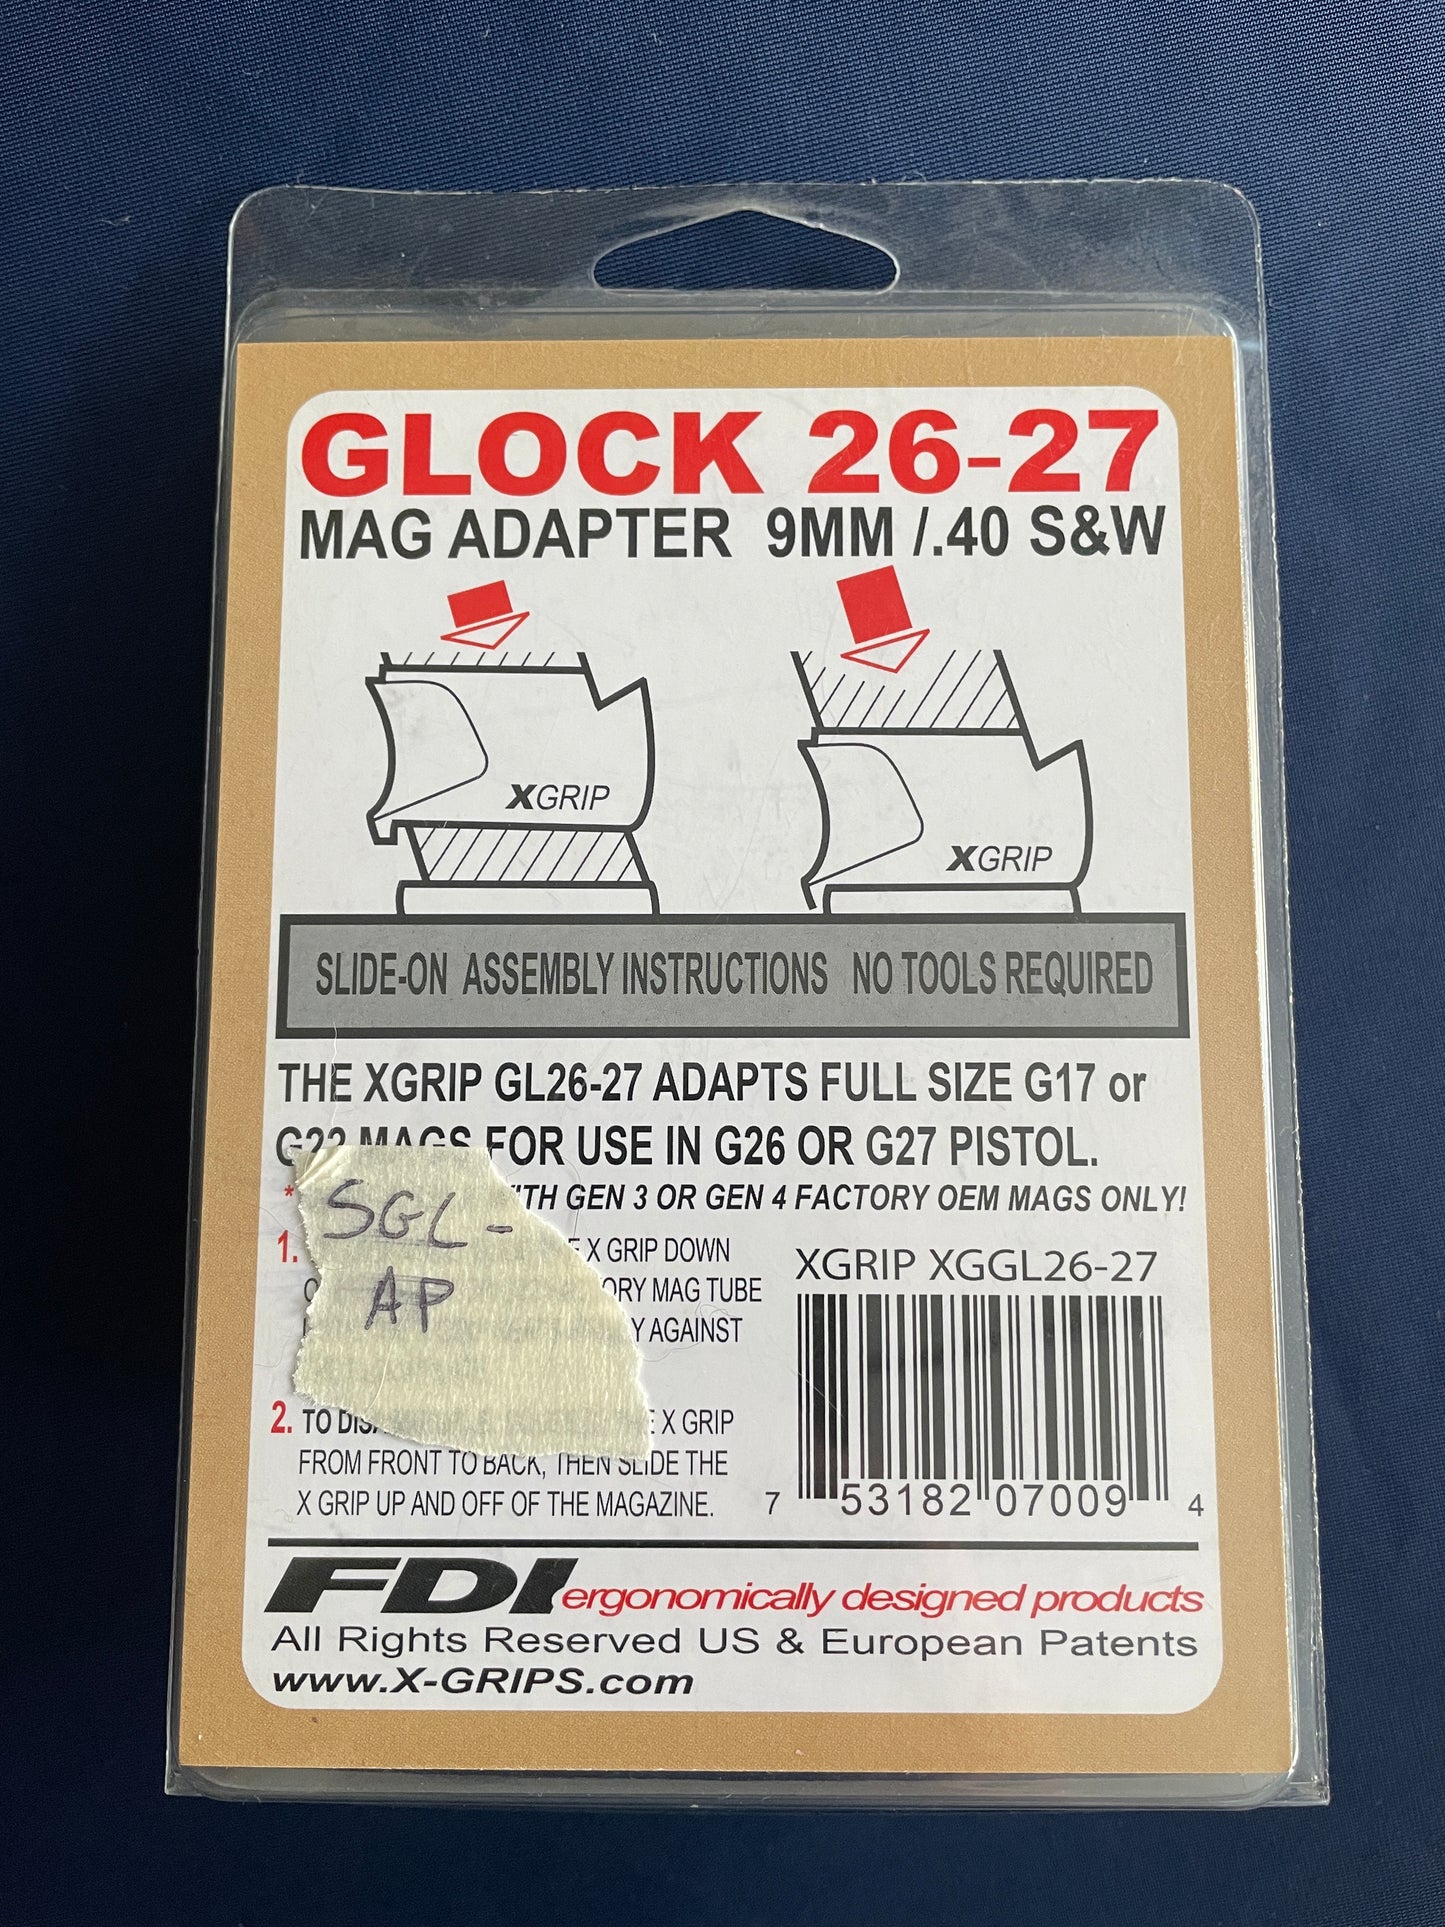 GLOCK 26-27
MAG ADAPTER 9MM /.40 S&W
XGRIP
XGRIP
SLIDE-ON ASSEMBLY INSTRUCTIONS NO TOOLS REQUIRED
THE XGRIP GL26-27 ADAPTS FULL SIZE G17 or
G22 MAGS FOR USE IN G26 OR G27 PISTOL.
* GEN 3 OR GEN 4 FACTORY OEM MAGS ONLY!
SGL-
AP
1. X GRIP DOWN
MAG TUBE
AGAINST
2. TO X GRIP
FROM FRONT TO BACK, THEN SLIDE THE
X GRIP UP AND OFF OF THE MAGAZINE.
XGRIP XGGL26-27
7 53182 07009 4
FDI ergonomically designed products
All Rights Reserved US & European Patents
www.X-GRIPS.com